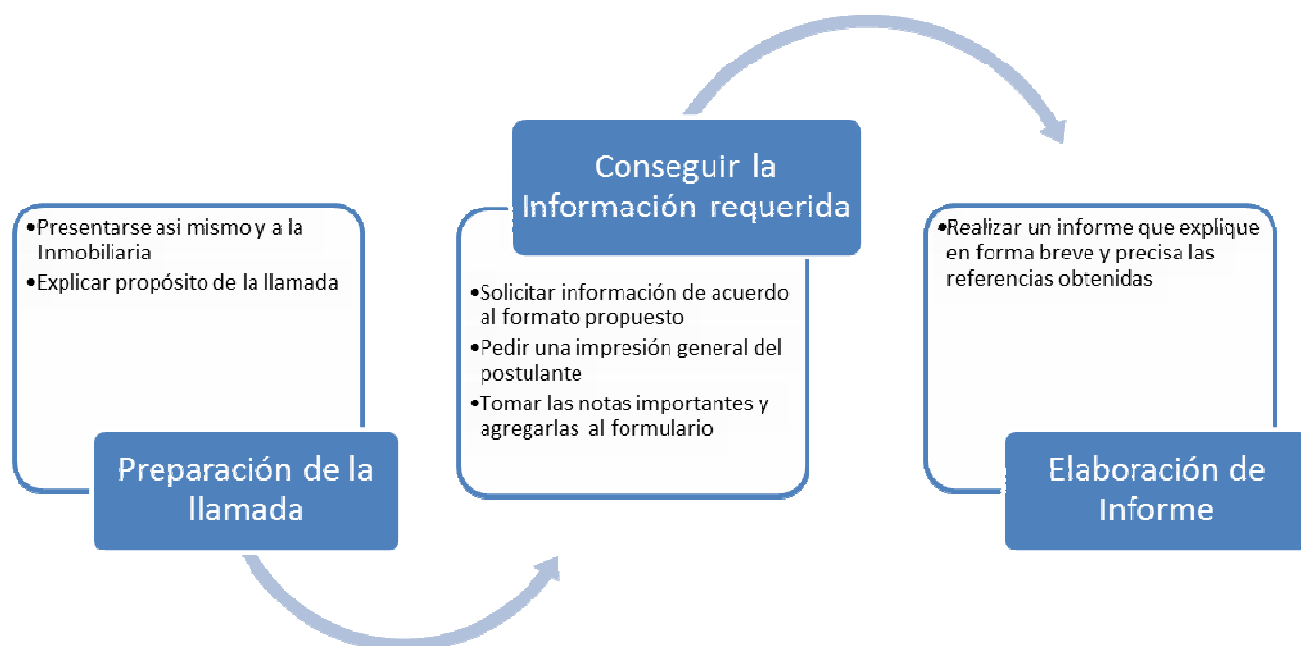 •Presentarse asi mismo y a la
Inmobiliaria
•Explicar propósito de la llamada
Preparación de la
llamada
Conseguir la
Información requerida
•Solicitar información de acuerdo
al formato propuesto
•Pedir una impresión general del
postulante
•Tomar las notas importantes y
agregarlas al formulario
•Realizar un informe que explique
en forma breve y precisa las
referencias obtenidas
Elaboración de
Informe